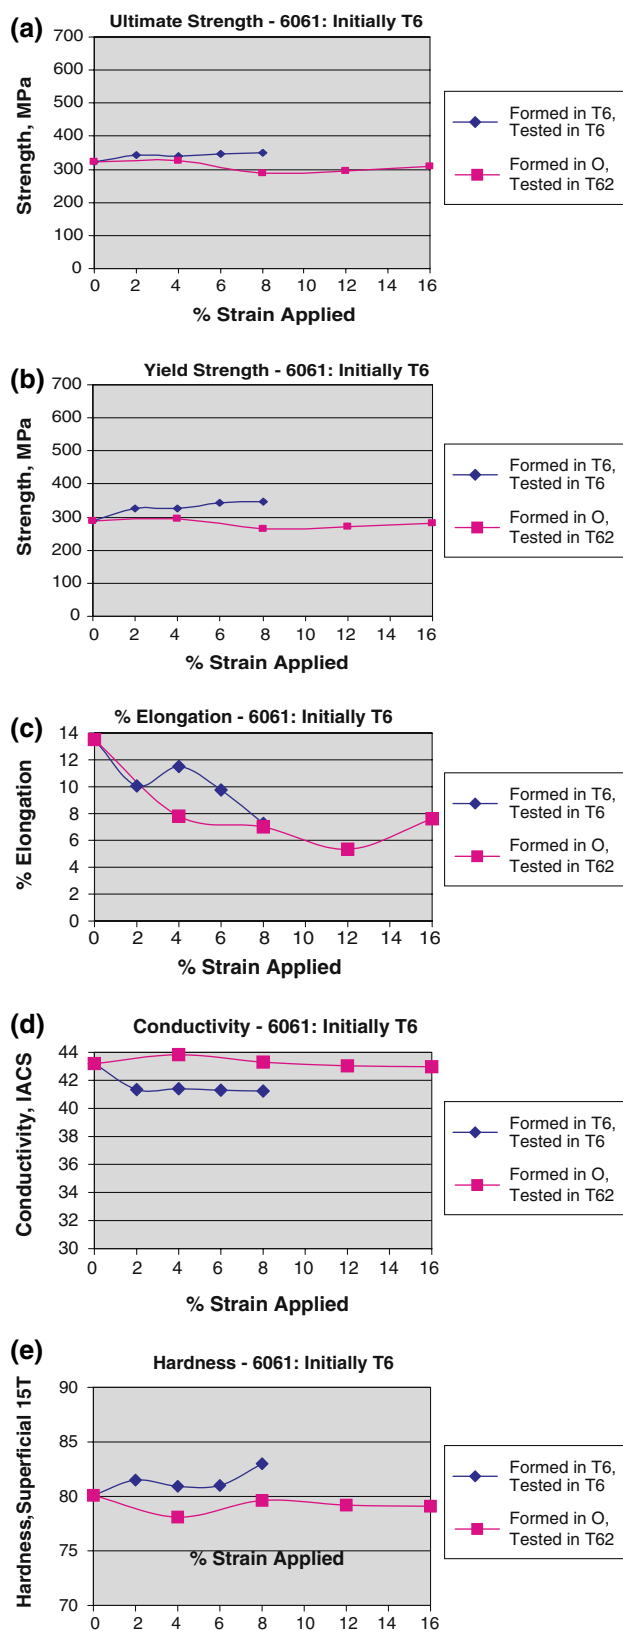 (a)
Ultimate Strength - 6061: Initially T6
Strength, MPa
700
600
500
400
300
200
100
0
0 2 4 6 8 10 12 14 16
% Strain Applied
Formed in T6,
Tested in T6
Formed in O,
Tested in T62
(b)
Yield Strength - 6061: Initially T6
Strength, MPa
700
600
500
400
300
200
100
0
0 2 4 6 8 10 12 14 16
% Strain Applied
Formed in T6,
Tested in T6
Formed in O,
Tested in T62
(c)
% Elongation - 6061: Initially T6
% Elongation
14
12
10
8
6
4
2
0
0 2 4 6 8 10 12 14 16
% Strain Applied
Formed in T6,
Tested in T6
Formed in O,
Tested in T62
(d)
Conductivity - 6061: Initially T6
Conductivity, IACS
44
42
40
38
36
34
32
30
0 2 4 6 8 10 12 14 16
% Strain Applied
Formed in T6,
Tested in T6
Formed in O,
Tested in T62
(e)
Hardness - 6061: Initially T6
Hardness,Superficial 15T
90
85
80
75
70
% Strain Applied
0 2 4 6 8 10 12 14 16
Formed in T6,
Tested in T6
Formed in O,
Tested in T62